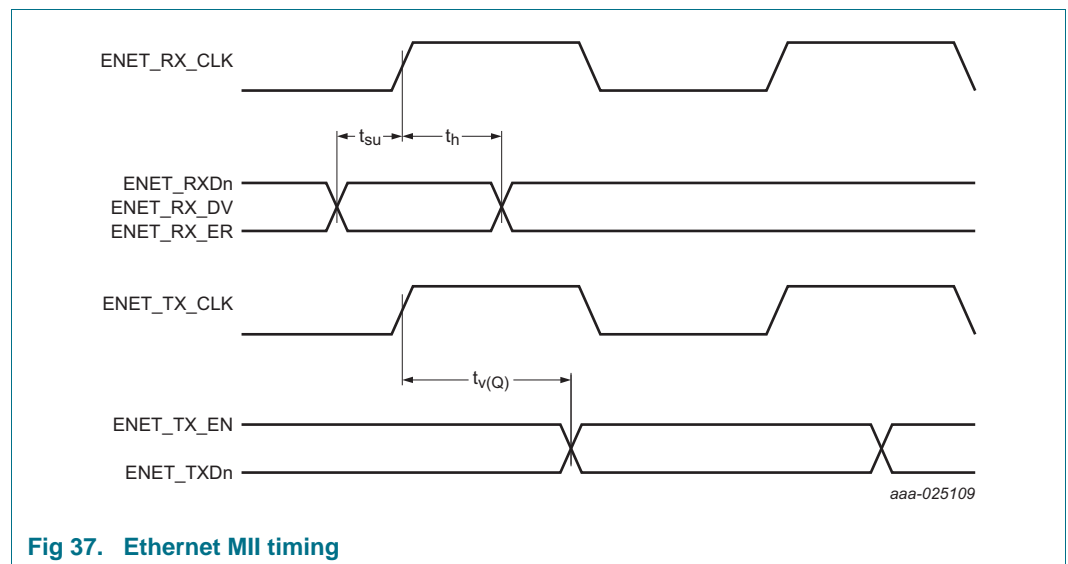 ENET_RX_CLK
tsu
th
ENET_RXDn
ENET_RX_DV
ENET_RX_ER
ENET_TX_CLK
tv(Q)
ENET_TX_EN
ENET_TXDn
aaa-025109
Fig 37. Ethernet MII timing